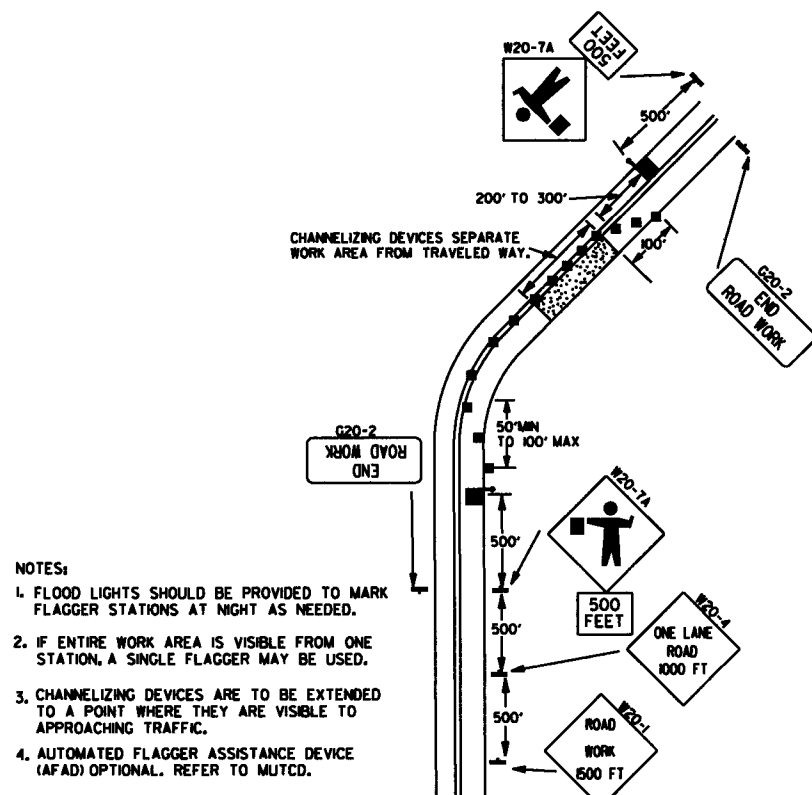 W20-7A
500
FEET
500'
200' TO 300'
CHANNELIZING DEVICES SEPARATE
WORK AREA FROM TRAVELED WAY.
100'
G20-2
END
ROAD WORK
G20-2
END
ROAD WORK
50'MIN
TO 100' MAX
W20-7A
500'
500
FEET
500'
W20-4
ONE LANE
ROAD
1000 FT
500'
W20-1
ROAD
WORK
1500 FT
NOTES:
1. FLOOD LIGHTS SHOULD BE PROVIDED TO MARK
FLAGGER STATIONS AT NIGHT AS NEEDED.
2. IF ENTIRE WORK AREA IS VISIBLE FROM ONE
STATION, A SINGLE FLAGGER MAY BE USED.
3. CHANNELIZING DEVICES ARE TO BE EXTENDED
TO A POINT WHERE THEY ARE VISIBLE TO
APPROACHING TRAFFIC.
4. AUTOMATED FLAGGER ASSISTANCE DEVICE
(AFAD) OPTIONAL. REFER TO MUTCD.